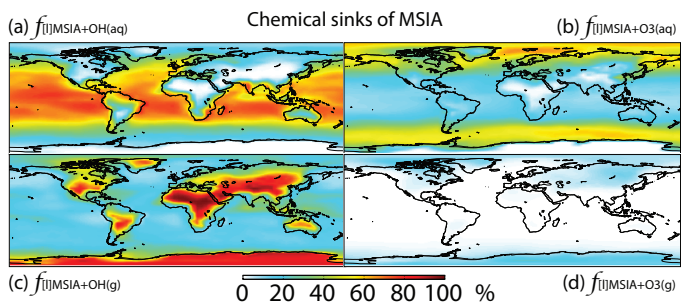 Chemical sinks of MSIA
(a) f[l]MSIA+OH(aq)
(b) f[l]MSIA+O3(aq)
(c) f[l]MSIA+OH(g)
0 20 40 60 80 100 %
(d) f[l]MSIA+O3(g)